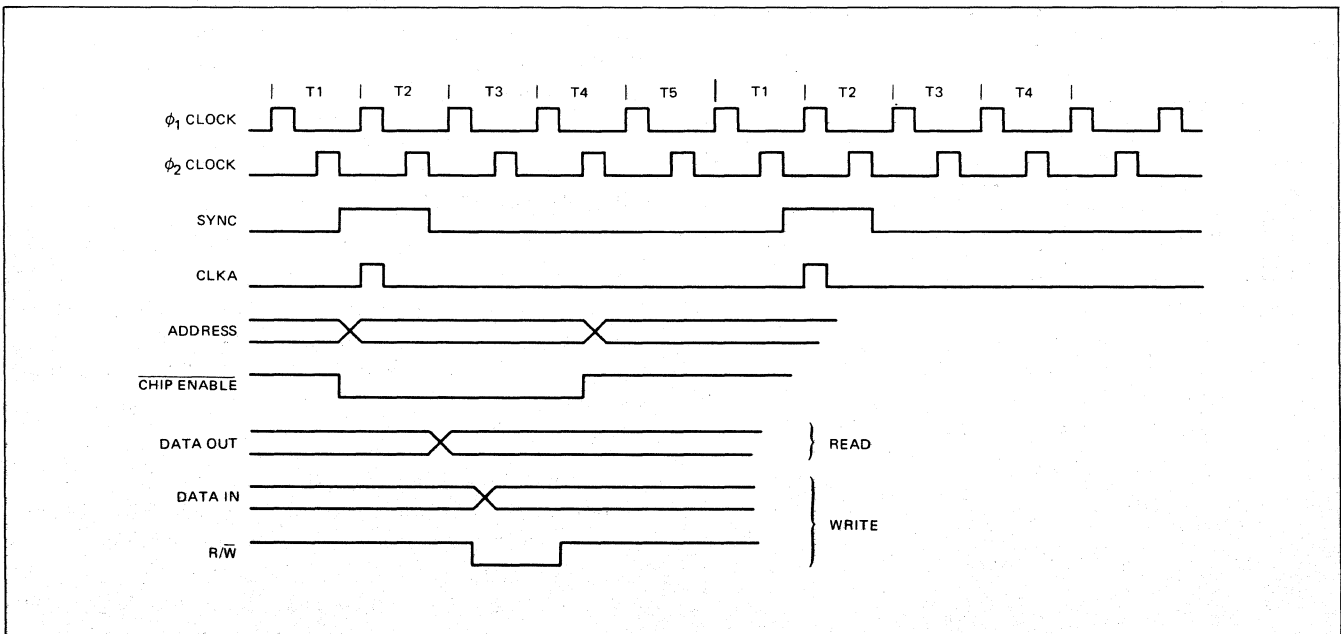 T1 T2 T3 T4 T5 T1 T2 T3 T4
ϕ1 CLOCK
ϕ2 CLOCK
SYNC
CLKA
ADDRESS
CHIP ENABLE
DATA OUT
READ
DATA IN
WRITE
R/W̅